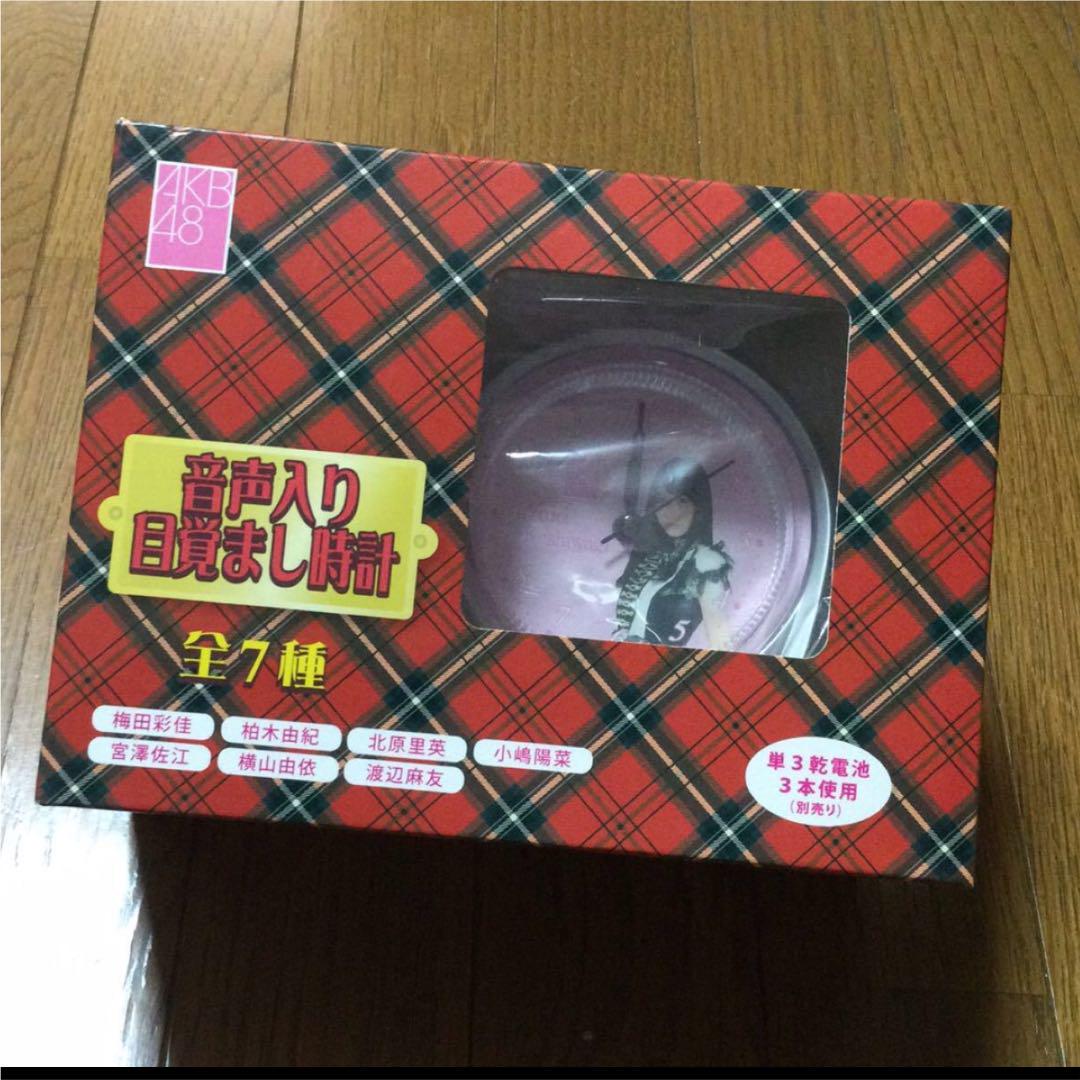 AKB
48
音声入り
目覚まし時計
全7種
梅田彩佳 柏木由紀 北原里英 小嶋陽菜
宮澤佐江 横山由依 渡辺麻友
単3乾電池
3本使用
(別売り)
5